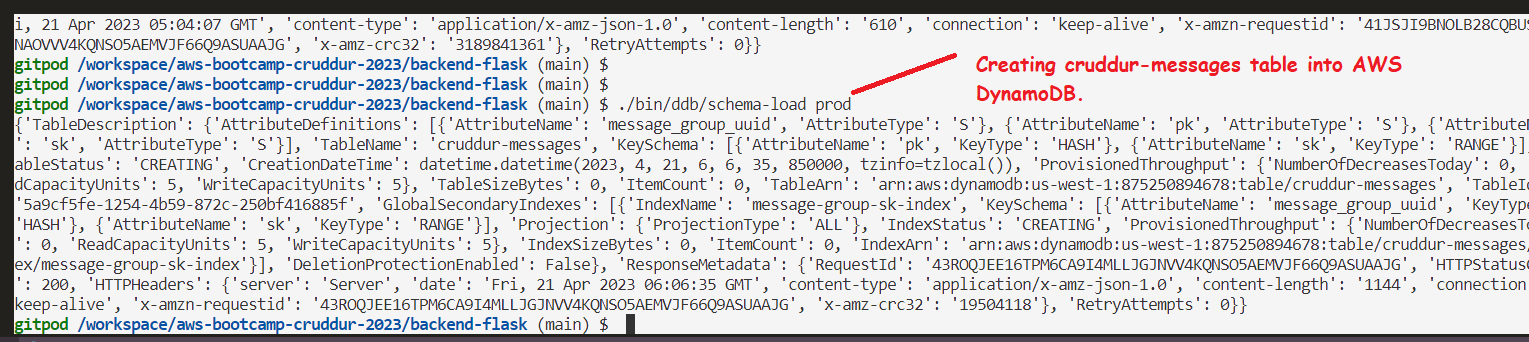 i, 21 Apr 2023 05:04:07 GMT', 'content-type': 'application/x-amz-json-1.0', 'content-length': '610', 'connection': 'keep-alive', 'x-amzn-requestid': '41JSJI9BNOLB28CQBUS
NAOVVV4KQNSO5AEMVJF66Q9ASUAAJG', 'x-amz-crc32': '3189841361'}, 'RetryAttempts': 0}}
gitpod /workspace/aws-bootcamp-cruddur-2023/backend-flask (main) $
gitpod /workspace/aws-bootcamp-cruddur-2023/backend-flask (main) $
gitpod /workspace/aws-bootcamp-cruddur-2023/backend-flask (main) $ ./bin/ddb/schema-load prod
Creating cruddur-messages table into AWS
DynamoDB.
{'TableDescription': {'AttributeDefinitions': [{'AttributeName': 'message_group_uuid', 'AttributeType': 'S'}, {'AttributeName': 'pk', 'AttributeType': 'S'}, {'AttributeName
': 'sk', 'AttributeType': 'S'}], 'TableName': 'cruddur-messages', 'KeySchema': [{'AttributeName': 'pk', 'KeyType': 'HASH'}, {'AttributeName': 'sk', 'KeyType': 'RANGE'}],
ableStatus': 'CREATING', 'CreationDateTime': datetime.datetime(2023, 4, 21, 6, 6, 35, 850000, tzinfo=tzlocal()), 'ProvisionedThroughput': {'NumberOfDecreasesToday': 0,
dCapacityUnits': 5, 'WriteCapacityUnits': 5}, 'TableSizeBytes': 0, 'ItemCount': 0, 'TableArn': 'arn:aws:dynamodb:us-west-1:875250894678:table/cruddur-messages', 'TableId
'5a9cf5fe-1254-4b59-872c-250bf416885f', 'GlobalSecondaryIndexes': [{'IndexName': 'message-group-sk-index', 'KeySchema': [{'AttributeName': 'message_group_uuid', 'KeyType
'HASH'}, {'AttributeName': 'sk', 'KeyType': 'RANGE'}], 'Projection': {'ProjectionType': 'ALL'}, 'IndexStatus': 'CREATING', 'ProvisionedThroughput': {'NumberOfDecreases
': 0, 'ReadCapacityUnits': 5, 'WriteCapacityUnits': 5}, 'IndexSizeBytes': 0, 'ItemCount': 0, 'IndexArn': 'arn:aws:dynamodb:us-west-1:875250894678:table/cruddur-messages/
ex/message-group-sk-index'}], 'DeletionProtectionEnabled': False}, 'ResponseMetadata': {'RequestId': '43ROQJEE16TPM6CA9I4MLLJGJNVV4KQNSO5AEMVJF66Q9ASUAAJG', 'HTTPStatusC
': 200, 'HTTPHeaders': {'server': 'Server', 'date': 'Fri, 21 Apr 2023 06:06:35 GMT', 'content-type': 'application/x-amz-json-1.0', 'content-length': '1144', 'connection
keep-alive', 'x-amzn-requestid': '43ROQJEE16TPM6CA9I4MLLJGJNVV4KQNSO5AEMVJF66Q9ASUAAJG', 'x-amz-crc32': '19504118'}, 'RetryAttempts': 0}}
gitpod /workspace/aws-bootcamp-cruddur-2023/backend-flask (main) $